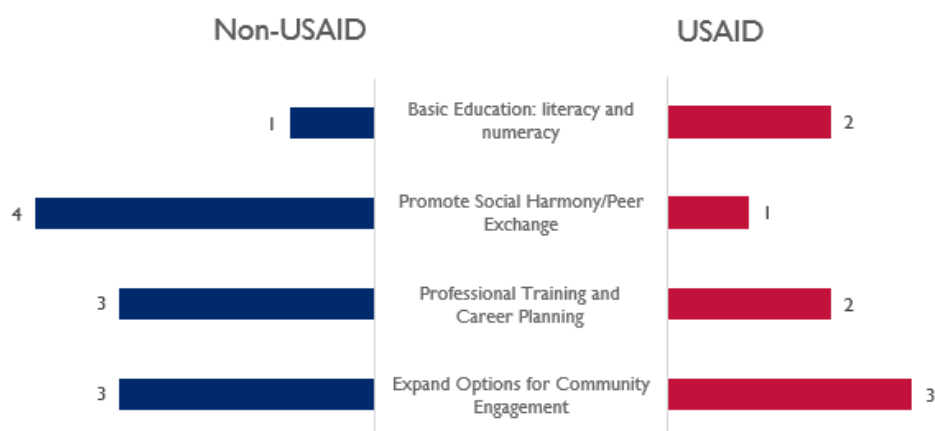 Non-USAID
USAID
1
Basic Education: literacy and
numeracy
2
4
Promote Social Harmony/Peer
Exchange
1
3
Professional Training and
Career Planning
2
3
Expand Options for Community
Engagement
3